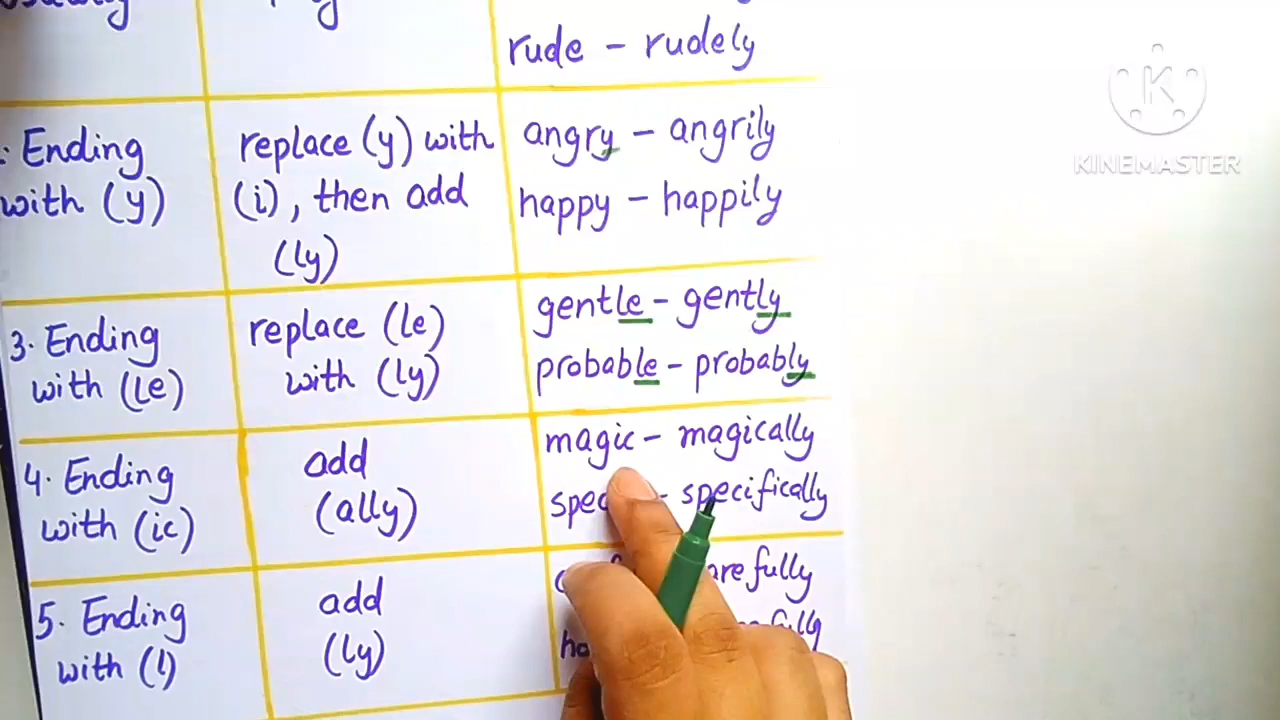 rude - rudely
Ending with (y)
replace (y) with (i), then add (ly)
angry - angrily
happy - happily
3. Ending with (le)
replace (le) with (ly)
gentle - gently
probable - probably
4. Ending with (ic)
add (ally)
magic - magically
- specifically
5. Ending with (l)
add (ly)
KINEMASTER